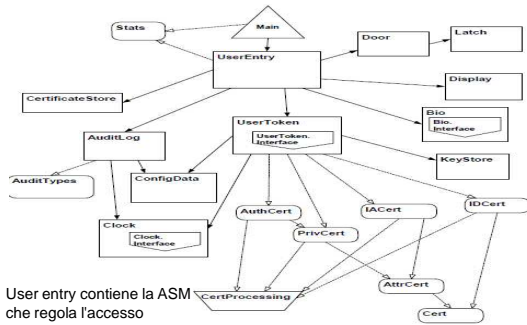 Main
Stats
UserEntry
Door
Latch
CertificateStore
Display
AuditLog
UserToken
UserToken.
Interface
Bio
Bio.
Interface
KeyStore
AuditTypes
ConfigData
Clock
Clock.
Interface
AuthCert
IACert
IDCert
PrivCert
CertProcessing
AttrCert
Cert
User entry contiene la ASM
che regola l'accesso